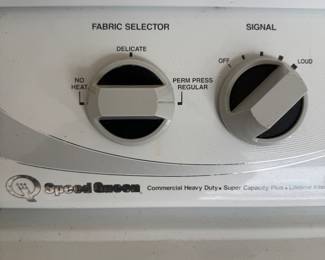 FABRIC SELECTOR
SIGNAL
DELICATE
NO HEAT
PERM PRESS REGULAR
OFF
LOUD
Speed Queen
Commercial Heavy Duty • Super Capacity Plus • Lifetime